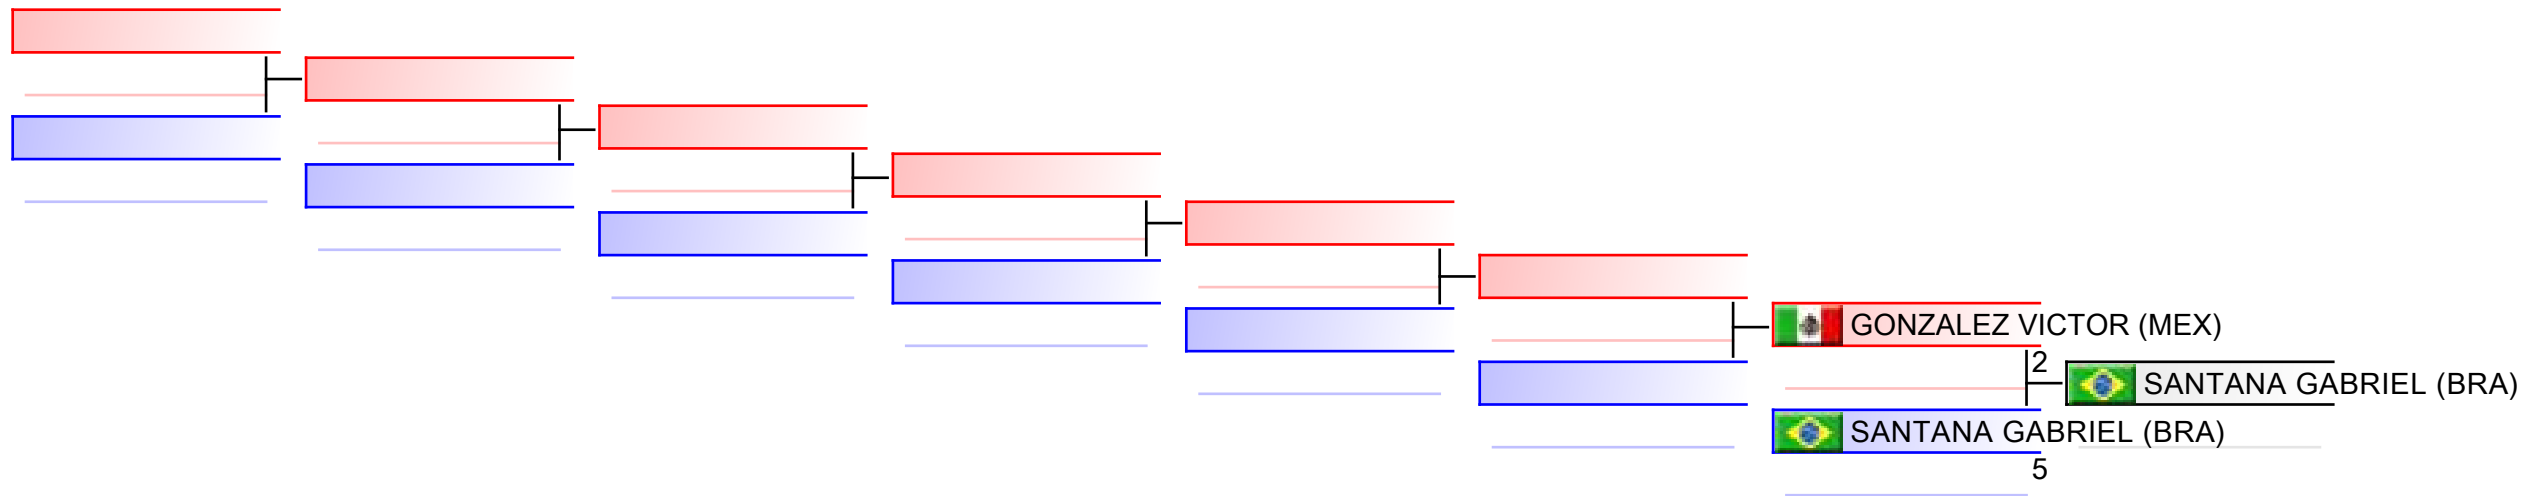 GONZALEZ VICTOR (MEX)
2
SANTANA GABRIEL (BRA)
SANTANA GABRIEL (BRA)
5